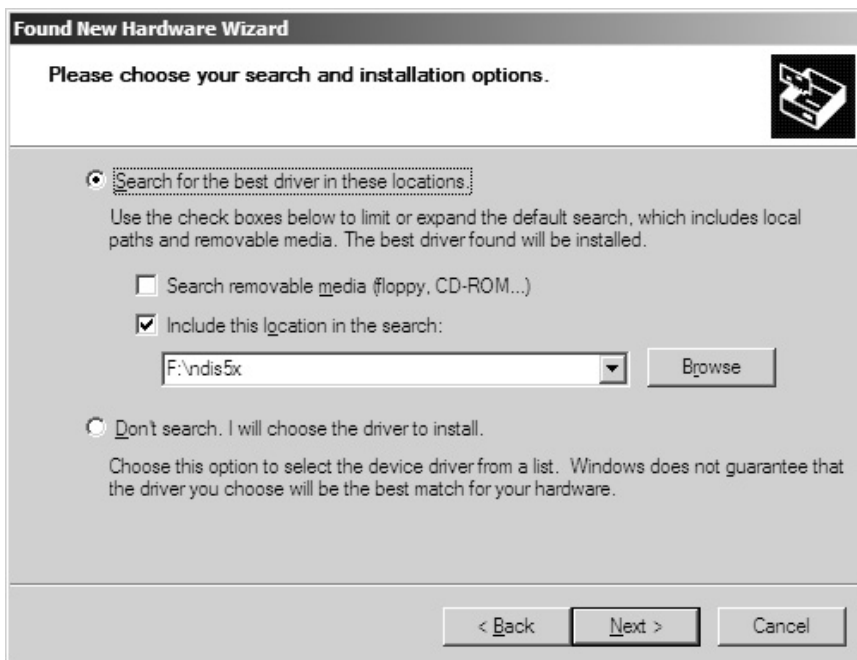 Found New Hardware Wizard
Please choose your search and installation options.
Search for the best driver in these locations.
Use the check boxes below to limit or expand the default search, which includes local
paths and removable media. The best driver found will be installed.
Search removable media (floppy, CD-ROM...)
Include this location in the search:
F:\ndis5x
Browse
Don't search. I will choose the driver to install.
Choose this option to select the device driver from a list. Windows does not guarantee that
the driver you choose will be the best match for your hardware.
< Back
Next >
Cancel